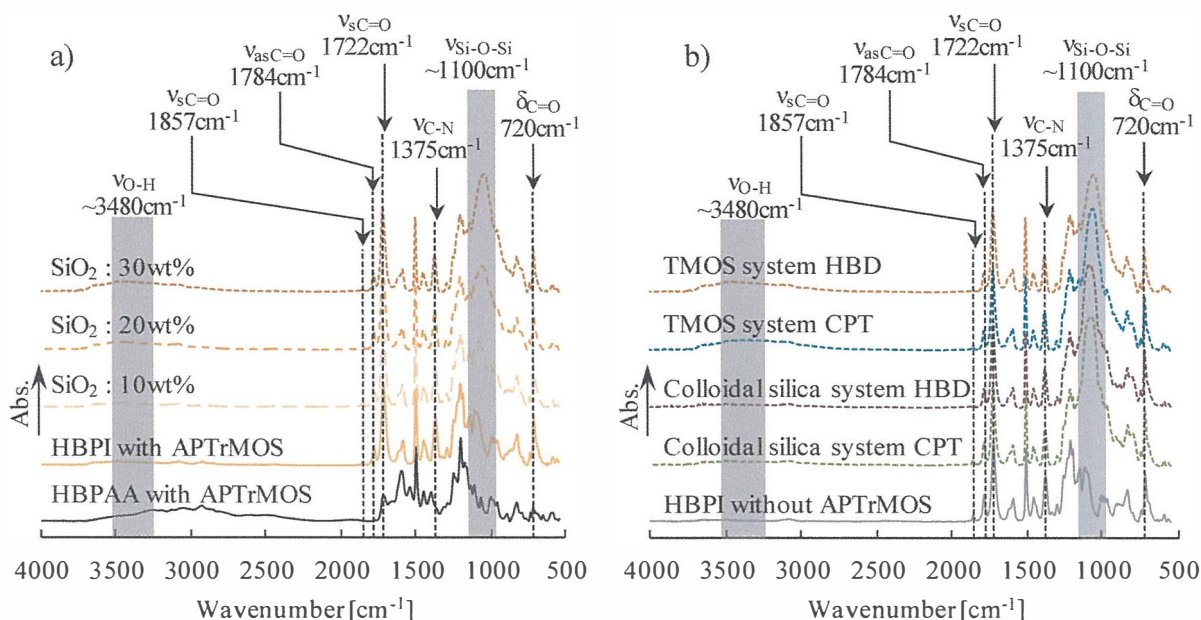 a)
νsC=O
1722cm-1
νasC=O
1784cm-1
νsC=O
1857cm-1
νSi-O-Si
~1100cm-1
δC=O
720cm-1
νC-N
1375cm-1
νO-H
~3480cm-1
SiO2 : 30wt%
SiO2 : 20wt%
SiO2 : 10wt%
HBPI with APTrMOS
HBPAA with APTrMOS
Abs.
4000 3500 3000 2500 2000 1500 1000 500
Wavenumber [cm-1]
b)
νsC=O
1722cm-1
νasC=O
1784cm-1
νsC=O
1857cm-1
νSi-O-Si
~1100cm-1
δC=O
720cm-1
νC-N
1375cm-1
νO-H
~3480cm-1
TMOS system HBD
TMOS system CPT
Colloidal silica system HBD
Colloidal silica system CPT
HBPI without APTrMOS
Abs.
4000 3500 3000 2500 2000 1500 1000 500
Wavenumber [cm-1]